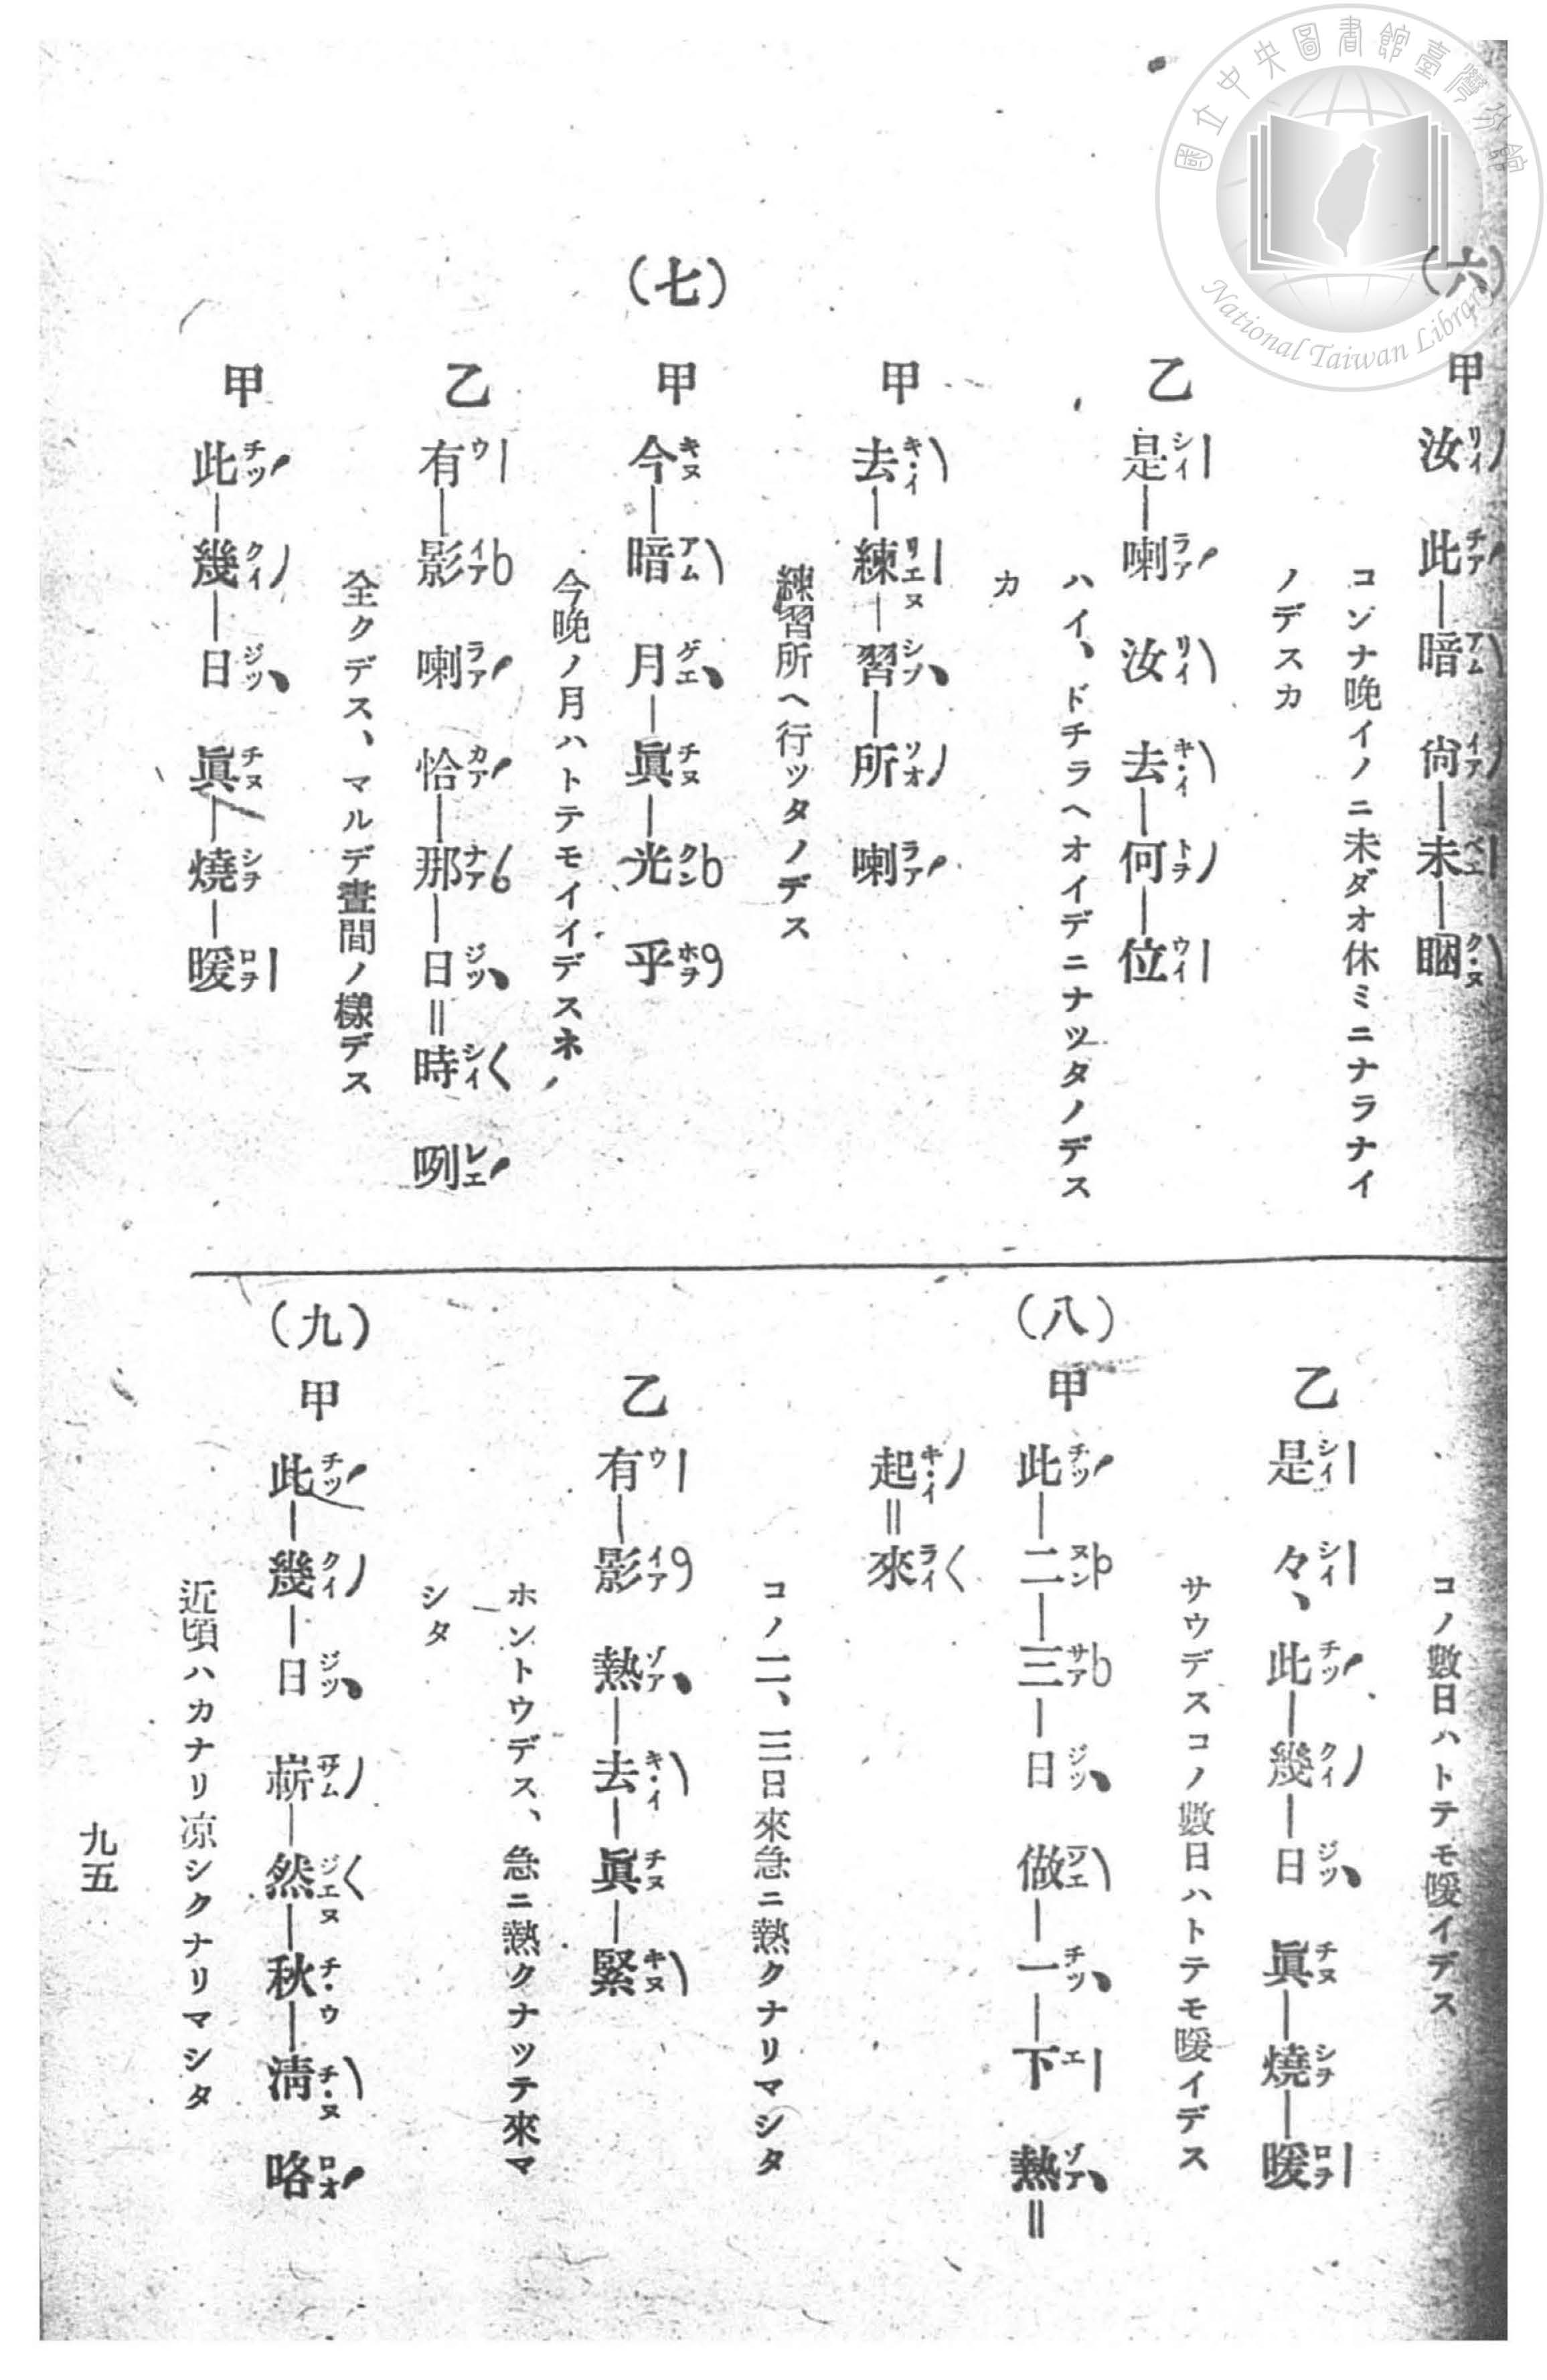 國立中央圖書館臺灣分館
National Taiwan Library
(六)
甲 汝 此—暗 尙—未—睏
コンナ晩イノニ未ダオ休ミニナラナイ
ノデスカ
乙 是—喇 汝 去—何—位
ハイ、ドチラヘオイデニナッタノデス
カ
甲 去—練—習—所 喇
練習所ヘ行ッタノデス
(七)
甲 今—暗 月—眞—光 乎
今晩ノ月ハトテモイイデスネ
乙 有—影 喇 恰—那—日=時 咧
全クデス、マルデ晝間ノ樣デス
甲 此—幾—日 眞—燒—暖
コノ數日ハトテモ暖イデス
乙 是 々、此—幾—日 眞—燒—暖
サウデスコノ數日ハトテモ暖イデス
(八)
甲 此—二—三—日 做—一—下 熱=
起=來
コノ二、三日來急ニ熱クナリマシタ
乙 有—影 熱—去—眞—緊
ホントウデス、急ニ熱クナッテ來マ
シタ
(九)
甲 此—幾—日 嶄—然—秋—淸 咯
近頃ハカナリ凉シクナリマシタ
九五